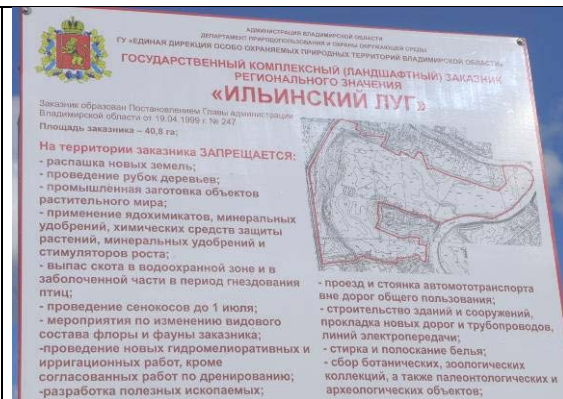 АДМИНИСТРАЦИЯ ВЛАДИМИРСКОЙ ОБЛАСТИ
ДЕПАРТАМЕНТ ПРИРОДОПОЛЬЗОВАНИЯ И ОХРАНЫ ОКРУЖАЮЩЕЙ СРЕДЫ
ГУ «ЕДИНАЯ ДИРЕКЦИЯ ОСОБО ОХРАНЯЕМЫХ ПРИРОДНЫХ ТЕРРИТОРИЙ ВЛАДИМИРСКОЙ ОБЛАСТИ»
ГОСУДАРСТВЕННЫЙ КОМПЛЕКСНЫЙ (ЛАНДШАФТНЫЙ) ЗАКАЗНИК
РЕГИОНАЛЬНОГО ЗНАЧЕНИЯ
«ИЛЬИНСКИЙ ЛУГ»
Заказник образован Постановлением Главы администрации
Владимирской области от 19.04.1999 г. № 247
Площадь заказника – 40,8 га;
На территории заказника ЗАПРЕЩАЕТСЯ:
- распашка новых земель;
- проведение рубок деревьев;
- промышленная заготовка объектов
растительного мира;
- применение ядохимикатов, минеральных
удобрений, химических средств защиты
растений, минеральных удобрений и
стимуляторов роста;
- выпас скота в водоохранной зоне и в
заболоченной части в период гнездования
птиц;
- проведение сенокосов до 1 июля;
- мероприятия по изменению видового
состава флоры и фауны заказника;
-проведение новых гидромелиоративных и
ирригационных работ, кроме
согласованных работ по дренированию;
-разработка полезных ископаемых;
- проезд и стоянка автомототранспорта
вне дорог общего пользования;
- строительство зданий и сооружений,
прокладка новых дорог и трубопроводов,
линий электропередачи;
- стирка и полоскание белья;
- сбор ботанических, зоологических
коллекций, а также палеонтологических и
археологических объектов;